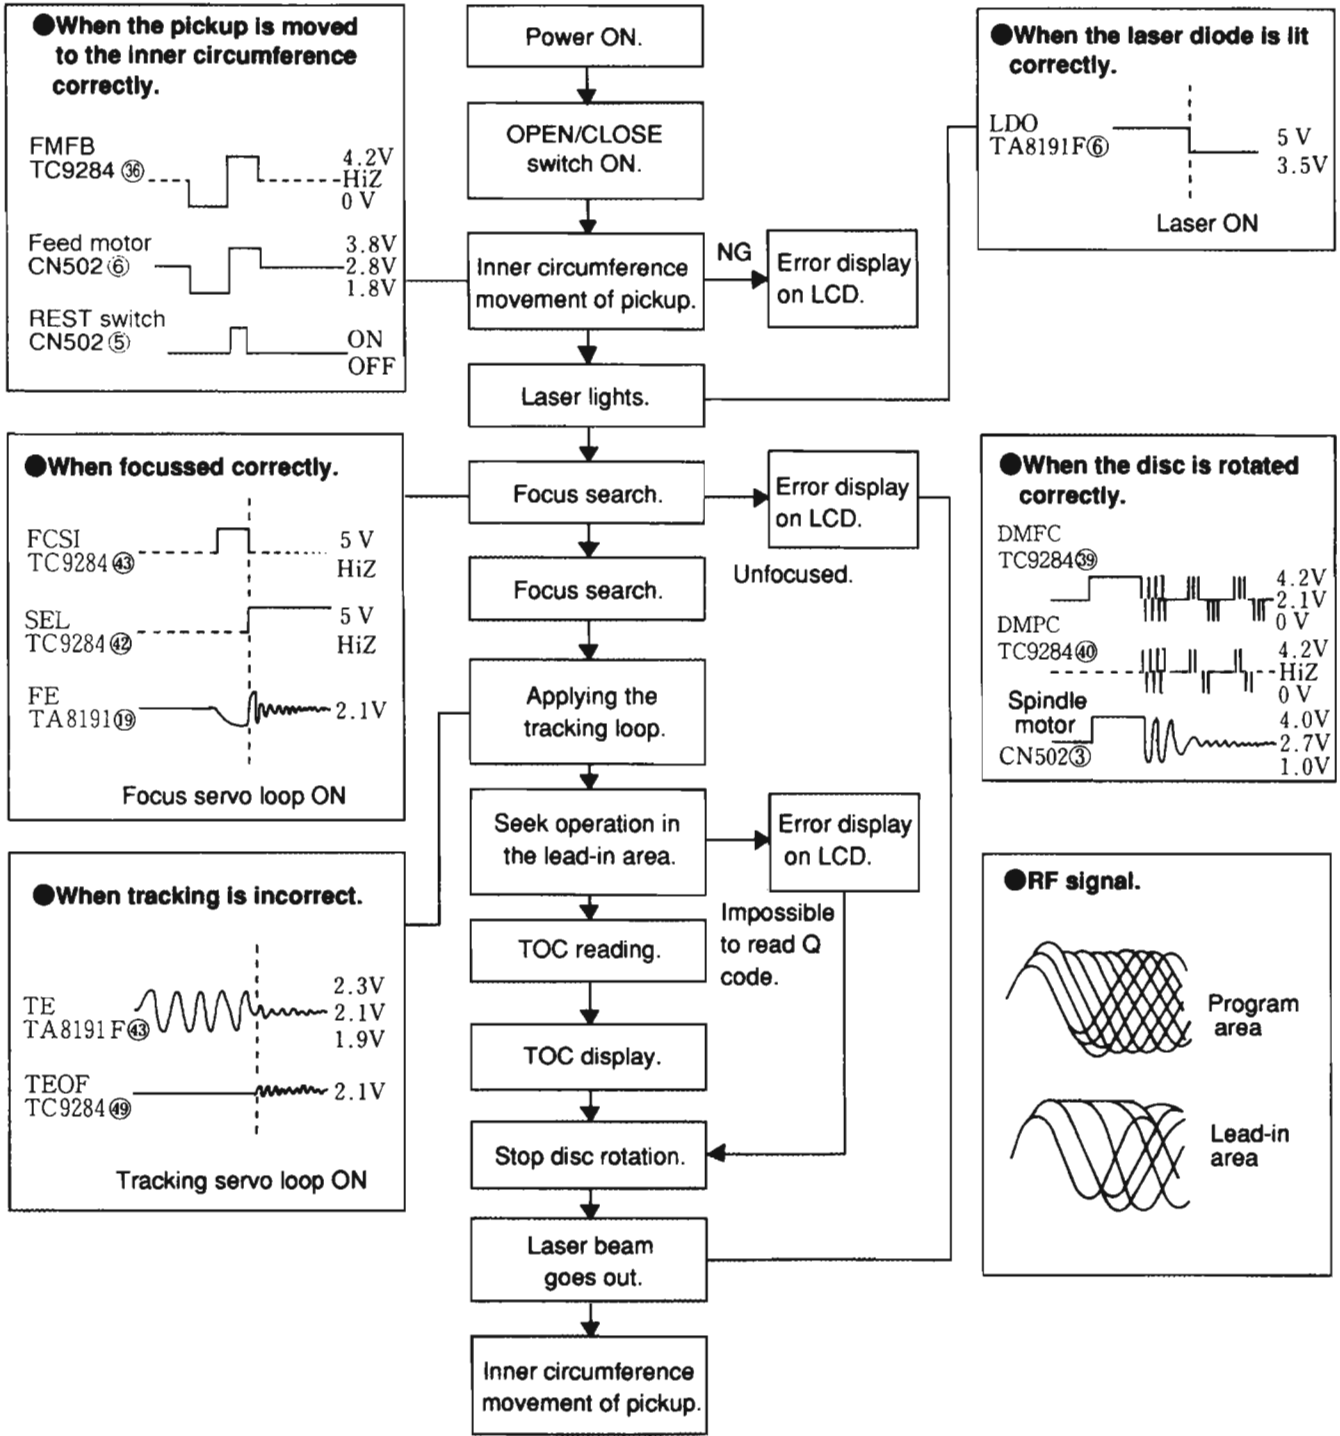 ●When the pickup is moved
to the inner circumference
correctly.
FMFB
TC9284 ㊱
4.2V
HiZ
0 V
Feed motor
CN502 ⑥
3.8V
2.8V
1.8V
REST switch
CN502 ⑤
ON
OFF
Power ON.
OPEN/CLOSE
switch ON.
Inner circumference
movement of pickup.
NG
Error display
on LCD.
Laser lights.
●When the laser diode is lit
correctly.
LDO
TA8191F⑥
5 V
3.5V
Laser ON
●When focussed correctly.
FCSI
TC9284㊸
5 V
HiZ
SEL
TC9284㊷
5 V
HiZ
FE
TA8191⑲
2.1V
Focus servo loop ON
Focus search.
Error display
on LCD.
Unfocused.
Focus search.
Applying the
tracking loop.
●When the disc is rotated
correctly.
DMFC
TC9284㊴
4.2V
2.1V
0 V
DMPC
TC9284㊵
4.2V
HiZ
0 V
Spindle
motor
CN502③
4.0V
2.7V
1.0V
Seek operation in
the lead-in area.
Error display
on LCD.
Impossible
to read Q
code.
●When tracking is incorrect.
TE
TA8191F㊸
2.3V
2.1V
1.9V
TEOF
TC9284㊾
2.1V
Tracking servo loop ON
TOC reading.
TOC display.
Stop disc rotation.
Laser beam
goes out.
Inner circumference
movement of pickup.
●RF signal.
Program
area
Lead-in
area